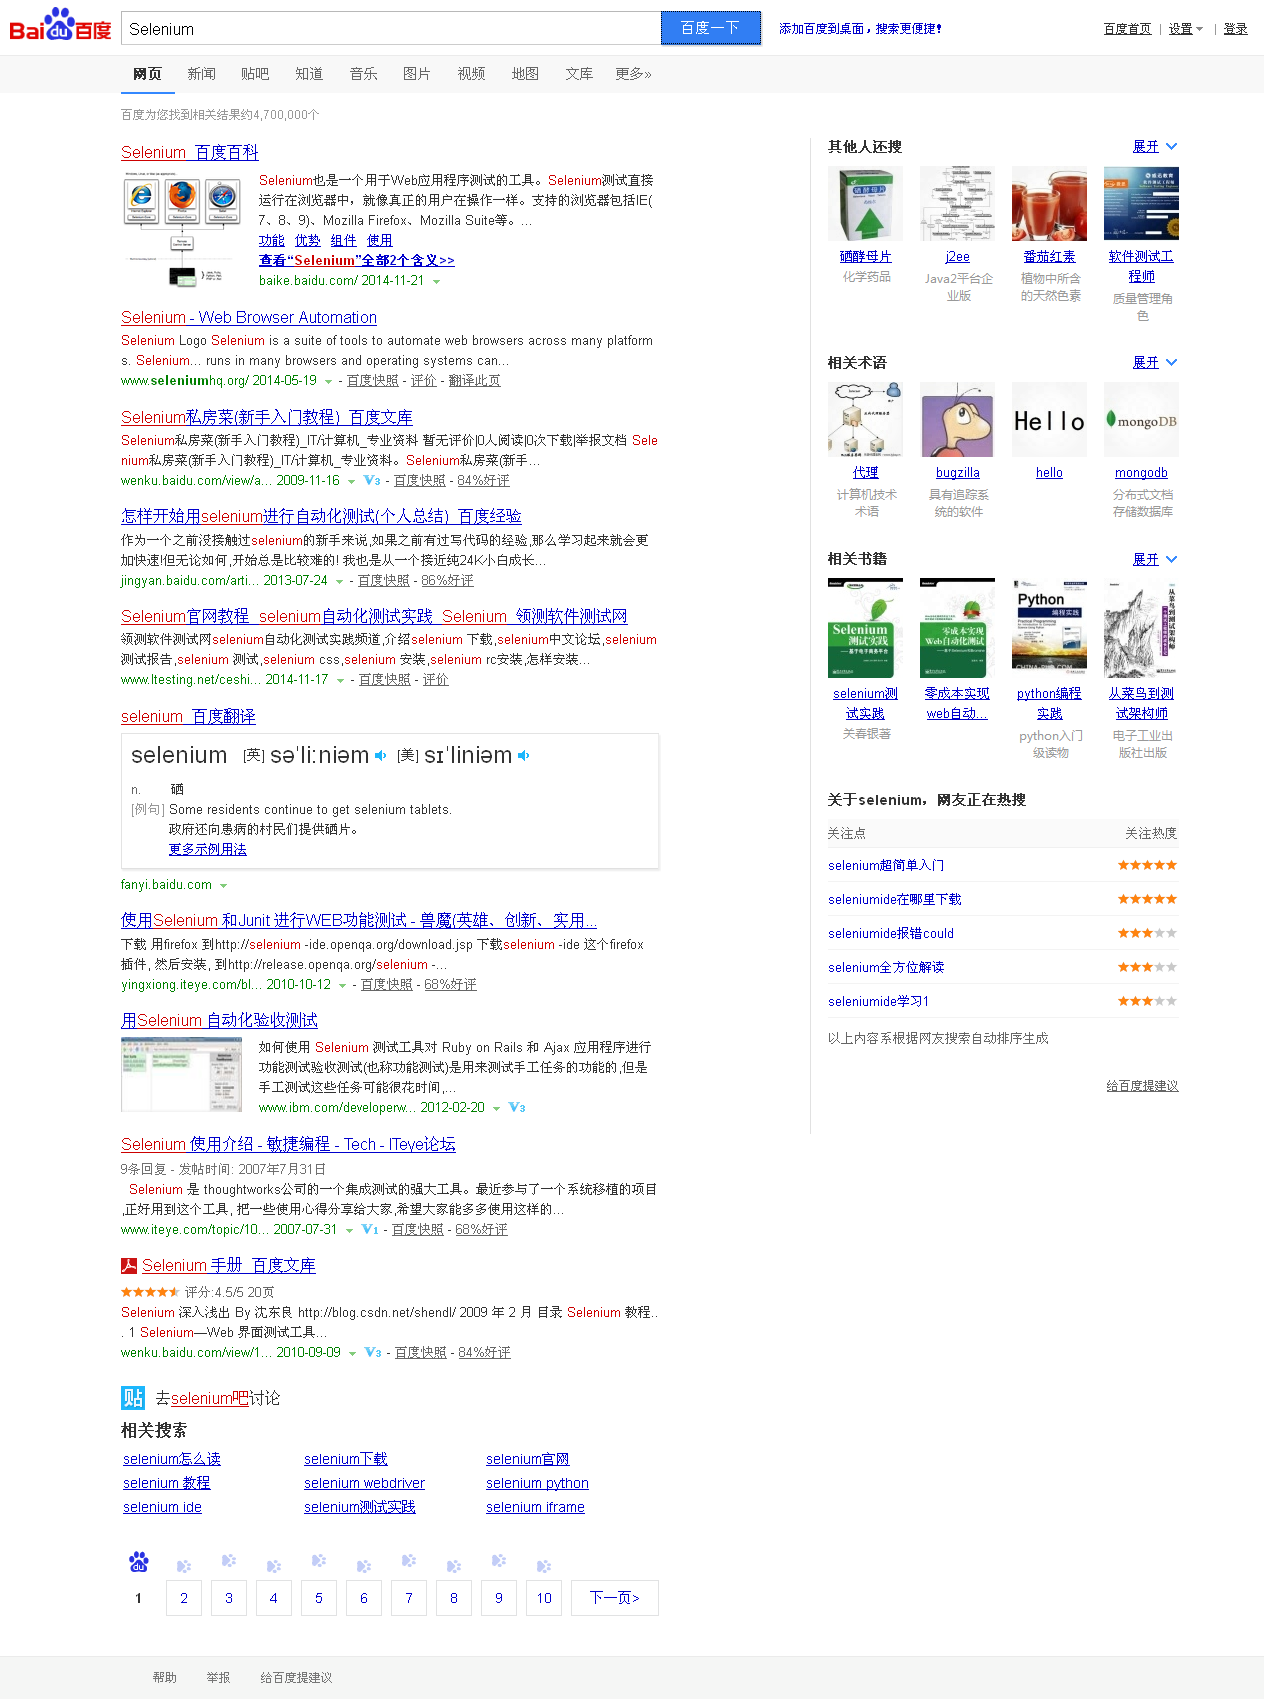 Bai du 百度
Selenium
百度一下
添加百度到桌面，搜索更便捷！
百度首页 | 设置 | 登录
网页 新闻 贴吧 知道 音乐 图片 视频 地图 文库 更多»
百度为您找到相关结果约4,700,000个
Selenium_百度百科
Selenium也是一个用于Web应用程序测试的工具。Selenium测试直接
运行在浏览器中，就像真正的用户在操作一样。支持的浏览器包括IE(
7、8、9)、Mozilla Firefox、Mozilla Suite等。...
功能 优势 组件 使用
查看“Selenium”全部2个含义>>
baike.baidu.com/ 2014-11-21
Selenium - Web Browser Automation
Selenium Logo Selenium is a suite of tools to automate web browsers across many platform
s. Selenium... runs in many browsers and operating systems can...
www.seleniumhq.org/ 2014-05-19 - 百度快照 - 评价 - 翻译此页
Selenium私房菜(新手入门教程)_百度文库
Selenium私房菜(新手入门教程)_IT/计算机_专业资料 暂无评价|0人阅读|0次下载|举报文档 Sele
nium私房菜(新手入门教程)_IT/计算机_专业资料。Selenium私房菜(新手...
wenku.baidu.com/view/a... 2009-11-16 V3 - 百度快照 - 84%好评
怎样开始用selenium进行自动化测试(个人总结)_百度经验
作为一个之前没接触过selenium的新手来说,如果之前有过写代码的经验,那么学习起来就会更
加快速!但无论如何,开始总是比较难的! 我也是从一个接近纯24K小白成长...
jingyan.baidu.com/arti... 2013-07-24 - 百度快照 - 86%好评
Selenium官网教程_selenium自动化测试实践_Selenium_领测软件测试网
领测软件测试网selenium自动化测试实践频道,介绍selenium 下载,selenium中文论坛,selenium
测试报告,selenium 测试,selenium css,selenium 安装,selenium rc安装,怎样安装...
www.ltesting.net/ceshi... 2014-11-17 - 百度快照 - 评价
selenium_百度翻译
selenium [英] səˈliːniəm [美] sɪˈliniəm
n. 硒
[例句] Some residents continue to get selenium tablets.
政府还向患病的村民们提供硒片。
更多示例用法
fanyi.baidu.com
使用Selenium 和Junit 进行WEB功能测试 - 兽魔(英雄、创新、实用...
下载 用firefox 到http://selenium -ide.openqa.org/download.jsp 下载selenium -ide 这个firefox
插件, 然后安装, 到http://release.openqa.org/selenium -...
yingxiong.iteye.com/bl... 2010-10-12 - 百度快照 - 68%好评
用Selenium 自动化验收测试
如何使用 Selenium 测试工具对 Ruby on Rails 和 Ajax 应用程序进行
功能测试验收测试(也称功能测试)是用来测试手工任务的功能的,但是
手工测试这些任务可能很花时间,...
www.ibm.com/developerw... 2012-02-20 V3
Selenium 使用介绍 - 敏捷编程 - Tech - ITeye论坛
9条回复 - 发帖时间: 2007年7月31日
Selenium 是 thoughtworks公司的一个集成测试的强大工具。最近参与了一个系统移植的项目
,正好用到这个工具, 把一些使用心得分享给大家,希望大家能多多使用这样的...
www.iteye.com/topic/10... 2007-07-31 V1 - 百度快照 - 68%好评
Selenium 手册_百度文库
评分:4.5/5 20页
Selenium 深入浅出 By 沈东良 http://blog.csdn.net/shendl/ 2009 年 2 月 目录 Selenium 教程..
. 1 Selenium—Web 界面测试工具...
wenku.baidu.com/view/1... 2010-09-09 V3 - 百度快照 - 84%好评
贴 去selenium吧讨论
相关搜索
selenium怎么读 selenium下载 selenium官网
selenium 教程 selenium webdriver selenium python
selenium ide selenium测试实践 selenium iframe
du
1 2 3 4 5 6 7 8 9 10 下一页>
其他人还搜 展开
硒酵母片 j2ee 番茄红素 软件测试工
程师
化学药品 Java2平台企 植物中所含 质量管理角
业版 的天然色素 色
相关术语 展开
Hello
mongoDB
代理 bugzilla hello mongodb
计算机技术 具有追踪系 分布式文档
术语 统的软件 存储数据库
相关书籍 展开
Selenium
测试实践
零成本实现
Web自动化测试
Python
编程实践
从菜鸟到测试架构师
selenium测 零成本实现 python编程 从菜鸟到测
试实践 web自动... 实践 试架构师
关春银著 python入门 电子工业出
级读物 版社出版
关于selenium，网友正在热搜
关注点 关注热度
selenium超简单入门
seleniumide在哪里下载
seleniumide报错could
selenium全方位解读
seleniumide学习1
以上内容系根据网友搜索自动排序生成
给百度提建议
帮助 举报 给百度提建议